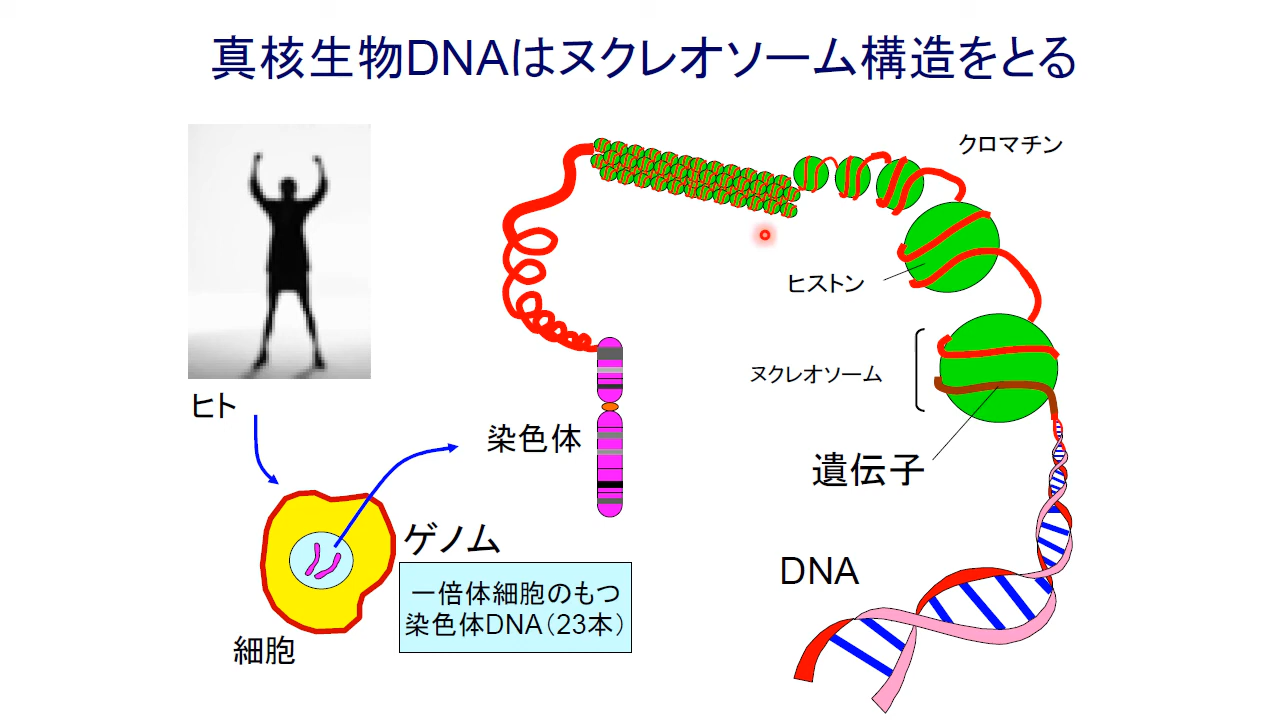 真核生物DNAはヌクレオソーム構造をとる
クロマチン
ヒストン
ヌクレオソーム
ヒト
染色体
遺伝子
ゲノム
DNA
一倍体細胞のもつ
染色体DNA(23本)
細胞